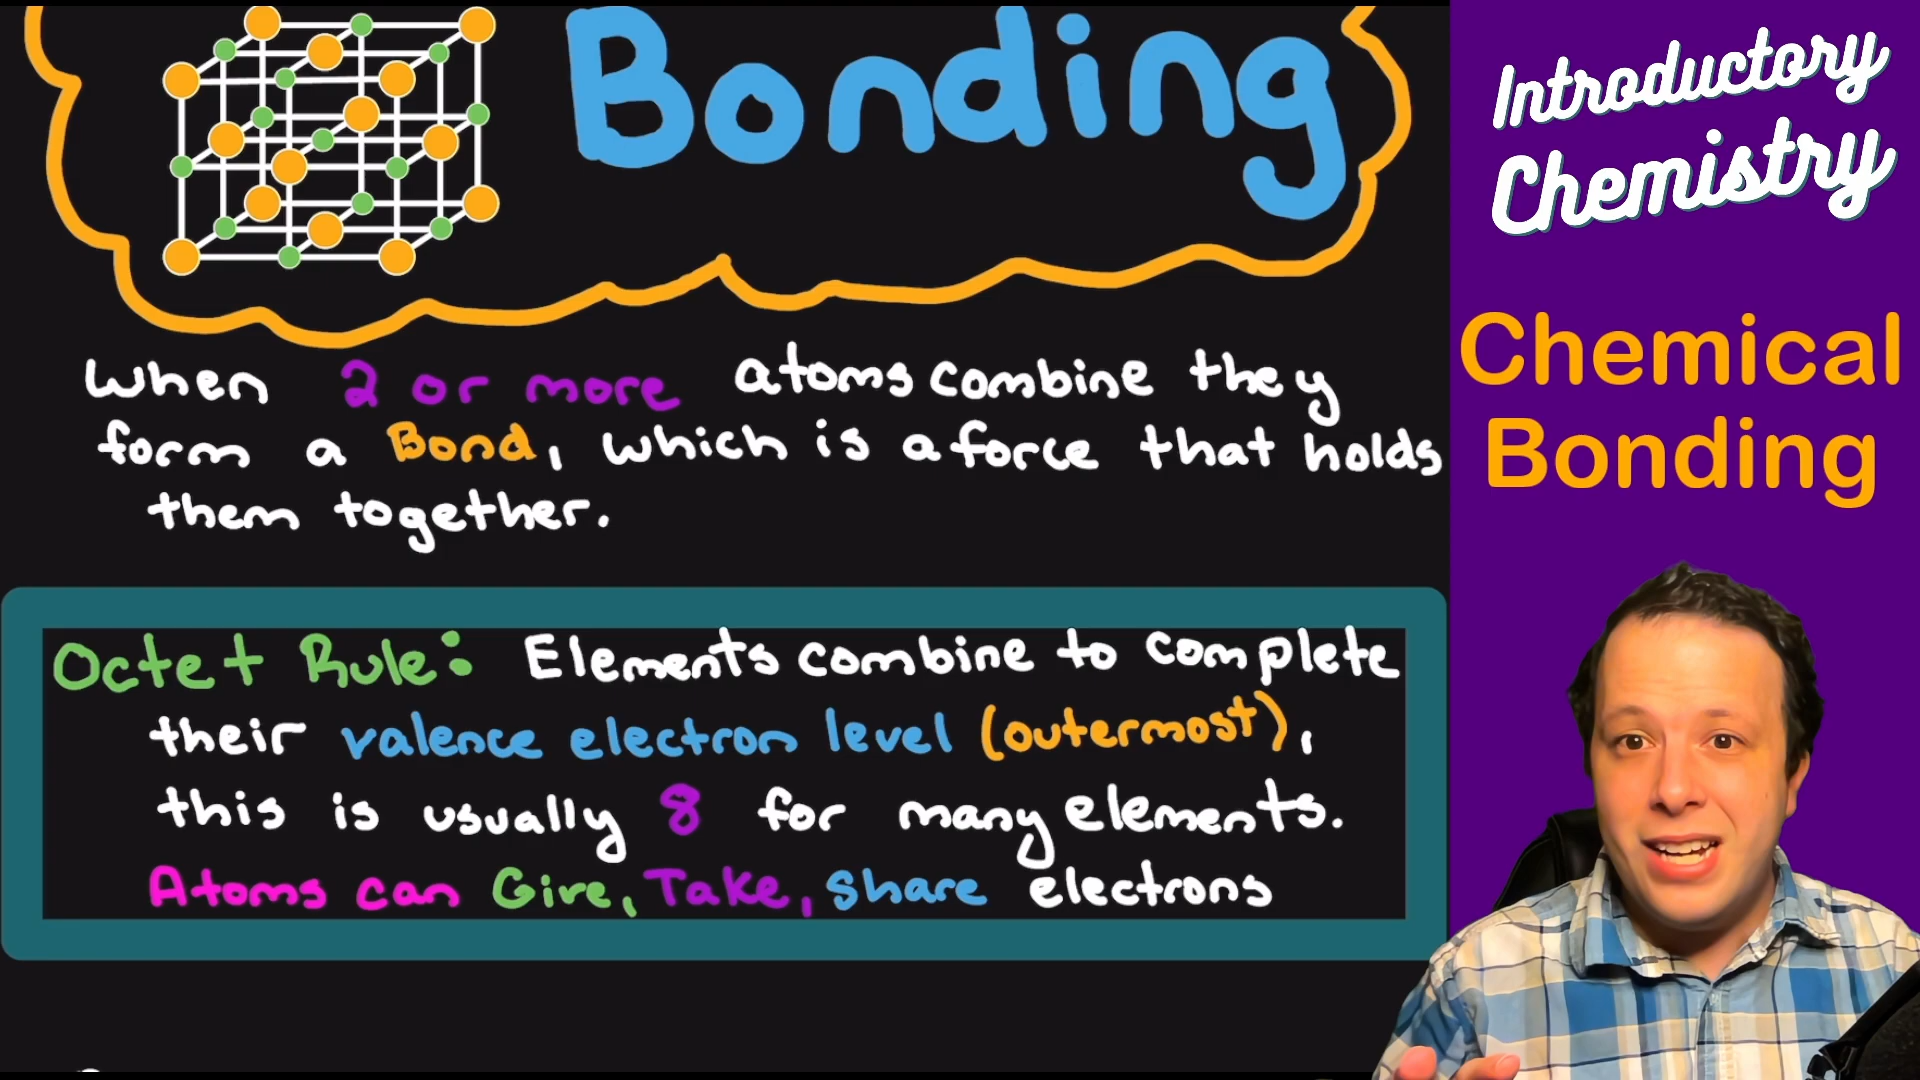 Bonding
When 2 or more atoms combine they
form a Bond, which is a force that holds
them together.
Octet Rule: Elements combine to complete
their valence electron level (outermost),
this is usually 8 for many elements.
Atoms can Give, Take, Share electrons
Introductory
Chemistry
Chemical
Bonding